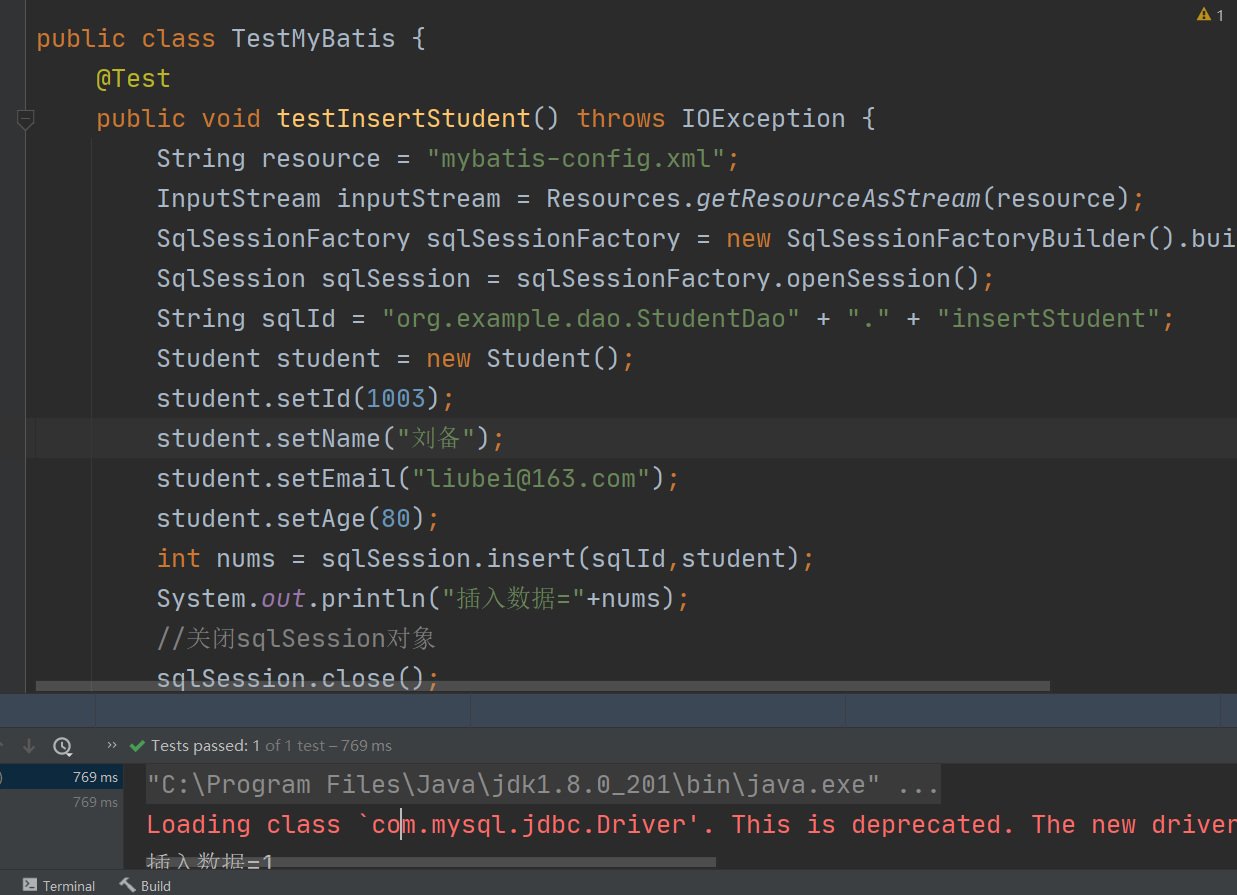 1
public class TestMyBatis {
@Test
public void testInsertStudent() throws IOException {
String resource = "mybatis-config.xml";
InputStream inputStream = Resources.getResourceAsStream(resource);
SqlSessionFactory sqlSessionFactory = new SqlSessionFactoryBuilder().bui
SqlSession sqlSession = sqlSessionFactory.openSession();
String sqlId = "org.example.dao.StudentDao" + "." + "insertStudent";
Student student = new Student();
student.setId(1003);
student.setName("刘备");
student.setEmail("liubei@163.com");
student.setAge(80);
int nums = sqlSession.insert(sqlId,student);
System.out.println("插入数据="+nums);
//关闭sqlSession对象
sqlSession.close();
Tests passed: 1 of 1 test – 769 ms
769 ms
769 ms
"C:\Program Files\Java\jdk1.8.0_201\bin\java.exe" ...
Loading class `com.mysql.jdbc.Driver'. This is deprecated. The new driver
插入数据=1
Terminal Build